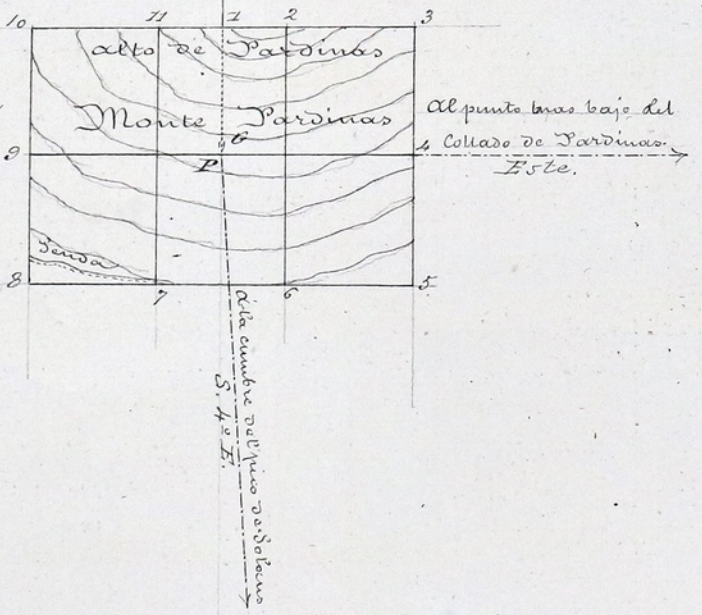 10 11 1 2 3
Alto de Pardinas
Monte Pardinas
Al punto mas bajo del
Collado de Pardinas.
Este.
9 P G 4
Senda
8 7 6 5
á la cumbre del pico de
S. 4º E.